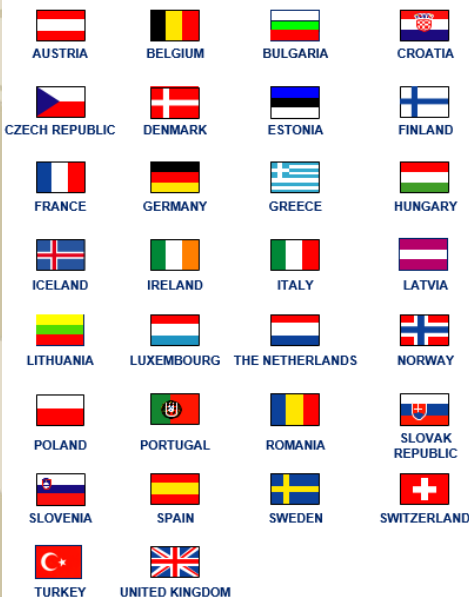 AUSTRIA BELGIUM BULGARIA CROATIA
CZECH REPUBLIC DENMARK ESTONIA FINLAND
FRANCE GERMANY GREECE HUNGARY
ICELAND IRELAND ITALY LATVIA
LITHUANIA LUXEMBOURG THE NETHERLANDS NORWAY
POLAND PORTUGAL ROMANIA SLOVAK
REPUBLIC
SLOVENIA SPAIN SWEDEN SWITZERLAND
TURKEY UNITED KINGDOM